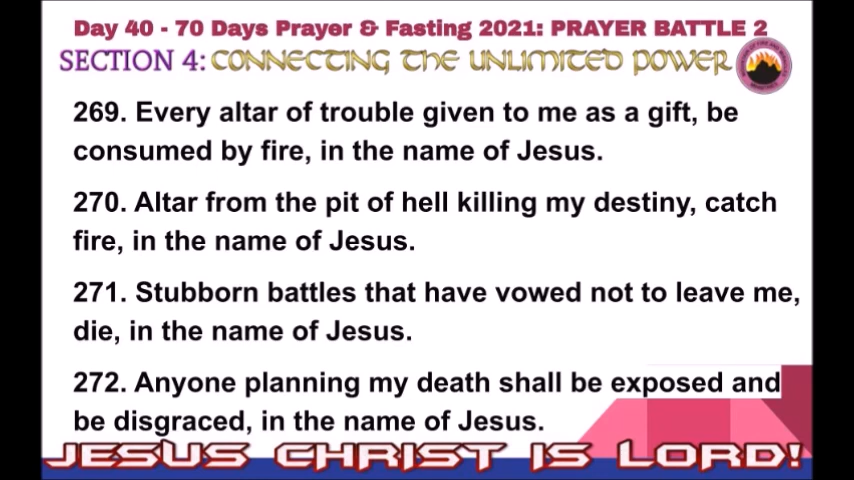 Day 40 - 70 Days Prayer & Fasting 2021: PRAYER BATTLE 2
SECTION 4: CONNECTING THE UNLIMITED POWER
269. Every altar of trouble given to me as a gift, be
consumed by fire, in the name of Jesus.
270. Altar from the pit of hell killing my destiny, catch
fire, in the name of Jesus.
271. Stubborn battles that have vowed not to leave me,
die, in the name of Jesus.
272. Anyone planning my death shall be exposed and
be disgraced, in the name of Jesus.
JESUS CHRIST IS LORD!